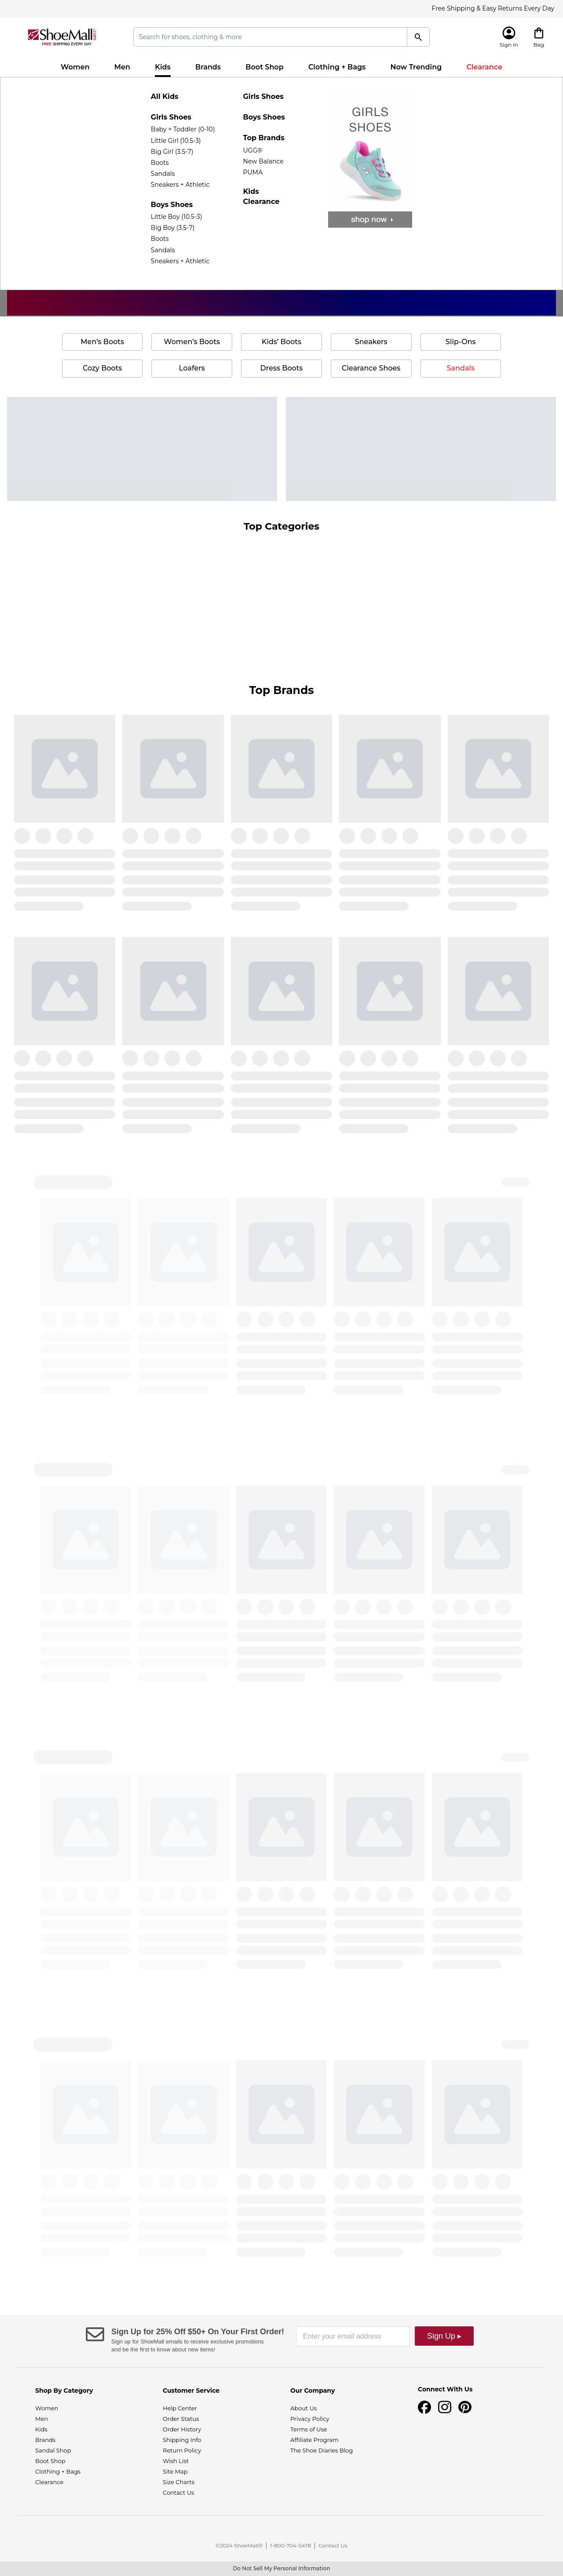 Free Shipping & Easy Returns Every Day
ShoeMall
FREE SHIPPING EVERY DAY
Search for shoes, clothing & more
Sign In
Bag
Women
Men
Kids
Brands
Boot Shop
Clothing + Bags
Now Trending
Clearance
All Kids
Girls Shoes
Baby + Toddler (0-10)
Little Girl (10.5-3)
Big Girl (3.5-7)
Boots
Sandals
Sneakers + Athletic
Boys Shoes
Little Boy (10.5-3)
Big Boy (3.5-7)
Boots
Sandals
Sneakers + Athletic
Girls Shoes
Boys Shoes
Top Brands
UGG®
New Balance
PUMA
Kids
Clearance
GIRLS
SHOES
shop now
Men's Boots
Women's Boots
Kids' Boots
Sneakers
Slip-Ons
Cozy Boots
Loafers
Dress Boots
Clearance Shoes
Sandals
Top Categories
Top Brands
Sign Up for 25% Off $50+ On Your First Order!
Sign up for ShoeMall emails to receive exclusive promotions
and be the first to know about new items!
Enter your email address
Sign Up ▸
Shop By Category
Women
Men
Kids
Brands
Sandal Shop
Boot Shop
Clothing + Bags
Clearance
Customer Service
Help Center
Order Status
Order History
Shipping Info
Return Policy
Wish List
Site Map
Size Charts
Contact Us
Our Company
About Us
Privacy Policy
Terms of Use
Affiliate Program
The Shoe Diaries Blog
Connect With Us
©2024 ShoeMall® | 1-800-704-5478 | Contact Us
Do Not Sell My Personal Information